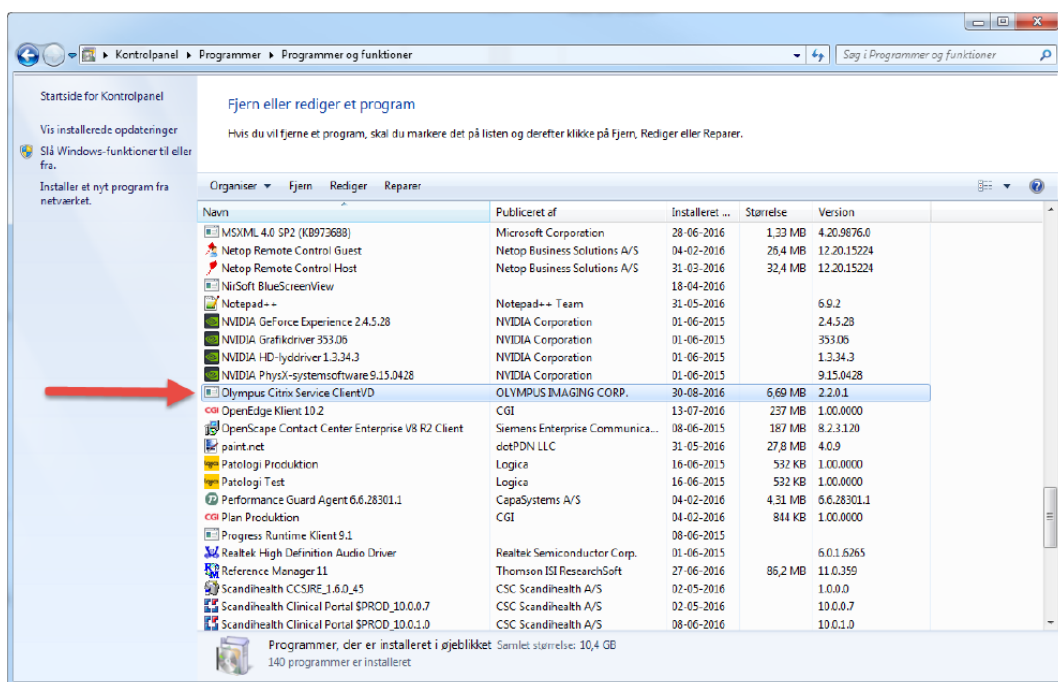 Kontrolpanel ▸ Programmer ▸ Programmer og funktioner
Søg i Programmer og funktioner
Startside for Kontrolpanel
Vis installerede opdateringer
Slå Windows-funktioner til eller
fra.
Installer et nyt program fra
netværket.
Fjern eller rediger et program
Hvis du vil fjerne et program, skal du markere det på listen og derefter klikke på Fjern, Rediger eller Reparer.
Organiser Fjern Rediger Reparer
Navn Publiceret af Installeret ... Størrelse Version
MSXML 4.0 SP2 (KB973688) Microsoft Corporation 28-06-2016 1,33 MB 4.20.9876.0
Netop Remote Control Guest Netop Business Solutions A/S 04-02-2016 26,4 MB 12.20.15224
Netop Remote Control Host Netop Business Solutions A/S 31-03-2016 32,4 MB 12.20.15224
NirSoft BlueScreenView 18-04-2016
Notepad++ Notepad++ Team 31-05-2016 6.9.2
NVIDIA GeForce Experience 2.4.5.28 NVIDIA Corporation 01-06-2015 2.4.5.28
NVIDIA Grafikdriver 353.06 NVIDIA Corporation 01-06-2015 353.06
NVIDIA HD-lyddriver 1.3.34.3 NVIDIA Corporation 01-06-2015 1.3.34.3
NVIDIA PhysX-systemsoftware 9.15.0428 NVIDIA Corporation 01-06-2015 9.15.0428
Olympus Citrix Service ClientVD OLYMPUS IMAGING CORP. 30-08-2016 6,69 MB 2.2.0.1
CGI OpenEdge Klient 10.2 CGI 13-07-2016 237 MB 1.00.0000
OpenScape Contact Center Enterprise V8 R2 Client Siemens Enterprise Communica... 08-06-2015 187 MB 8.2.3.120
paint.net dotPDN LLC 31-05-2016 27,8 MB 4.0.9
Patologi Produktion Logica 16-06-2015 532 KB 1.00.0000
Patologi Test Logica 16-06-2015 532 KB 1.00.0000
Performance Guard Agent 6.6.28301.1 CapaSystems A/S 04-02-2016 4,31 MB 6.6.28301.1
CGI Plan Produktion CGI 04-02-2016 844 KB 1.00.0000
Progress Runtime Klient 9.1 08-06-2015
Realtek High Definition Audio Driver Realtek Semiconductor Corp. 01-06-2015 6.0.1.6265
Reference Manager 11 Thomson ISI ResearchSoft 27-06-2016 86,2 MB 11.0.359
Scandihealth CCSJRE_1.6.0_45 CSC Scandihealth A/S 02-05-2016 1.0.0.0
Scandihealth Clinical Portal $PROD_10.0.0.7 CSC Scandihealth A/S 02-05-2016 10.0.0.7
Scandihealth Clinical Portal $PROD_10.0.1.0 CSC Scandihealth A/S 08-06-2016 10.0.1.0
Programmer, der er installeret i øjeblikket Samlet størrelse: 10,4 GB
140 programmer er installeret